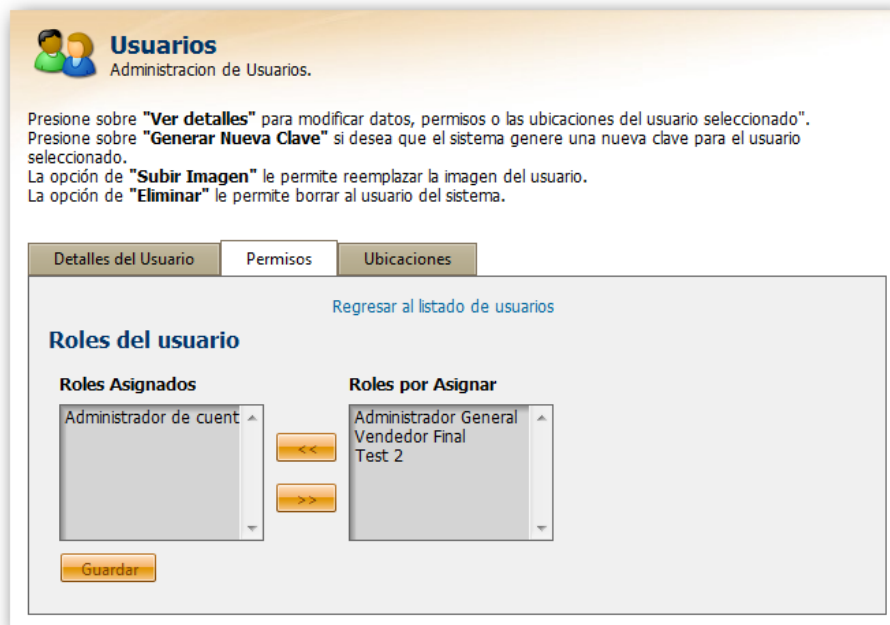 Usuarios
Administracion de Usuarios.
Presione sobre "Ver detalles" para modificar datos, permisos o las ubicaciones del usuario seleccionado".
Presione sobre "Generar Nueva Clave" si desea que el sistema genere una nueva clave para el usuario
seleccionado.
La opción de "Subir Imagen" le permite reemplazar la imagen del usuario.
La opción de "Eliminar" le permite borrar al usuario del sistema.
Detalles del Usuario Permisos Ubicaciones
Regresar al listado de usuarios
Roles del usuario
Roles Asignados Roles por Asignar
Administrador de cuent Administrador General
Vendedor Final
<< Test 2
>>
Guardar